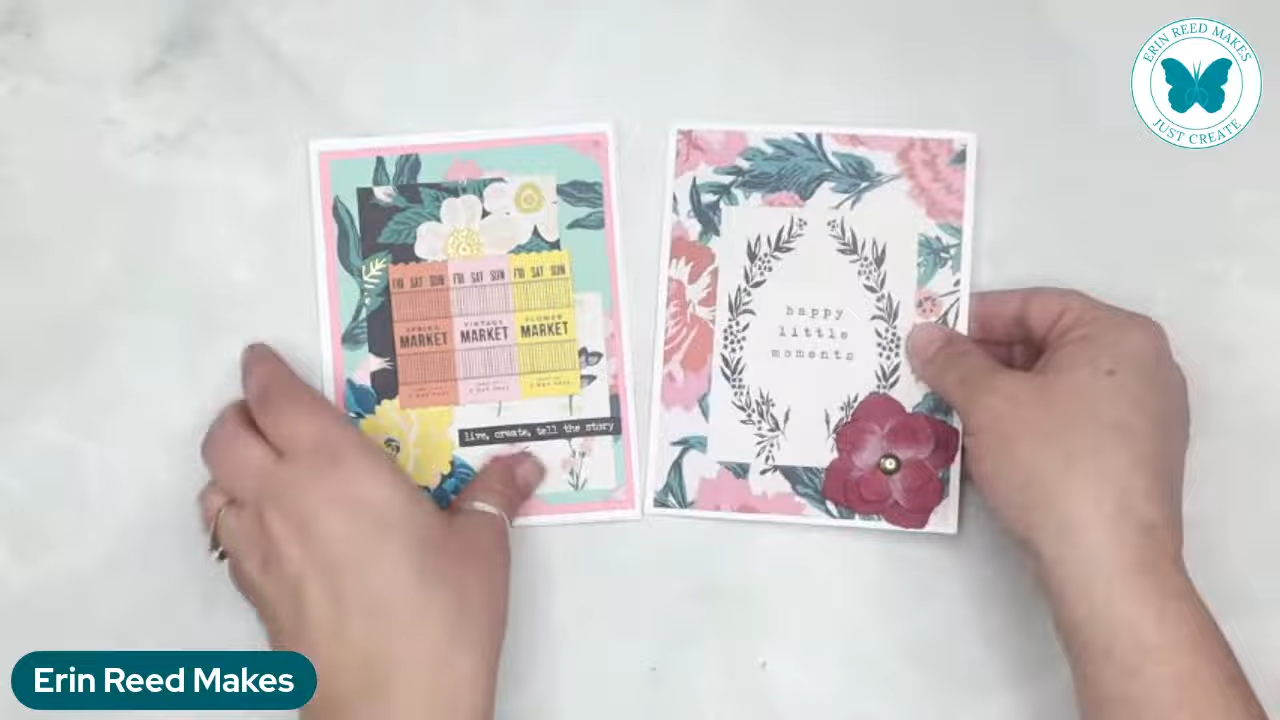 ERIN REED MAKES
JUST CREATE
FRI SAT SUN
FRI SAT SUN
FRI SAT SUN
SPRING
MARKET
VINTAGE
MARKET
FLOWER
MARKET
live, create, tell the story
happy
little
moments
Erin Reed Makes